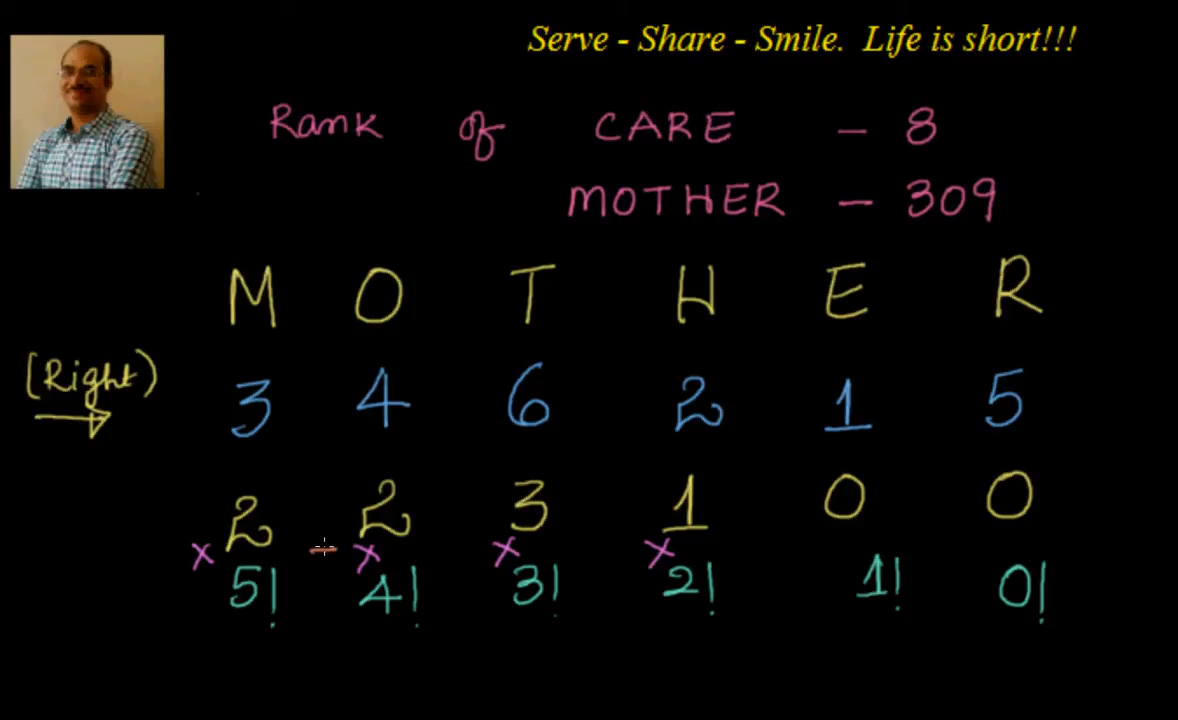 Serve - Share - Smile. Life is short!!!
Rank of CARE - 8
MOTHER - 309
M O T H E R
(Right) 3 4 6 2 1 5
→
2 2 3 1 0 0
× - × × ×
5! 4! 3! 2! 1! 0!